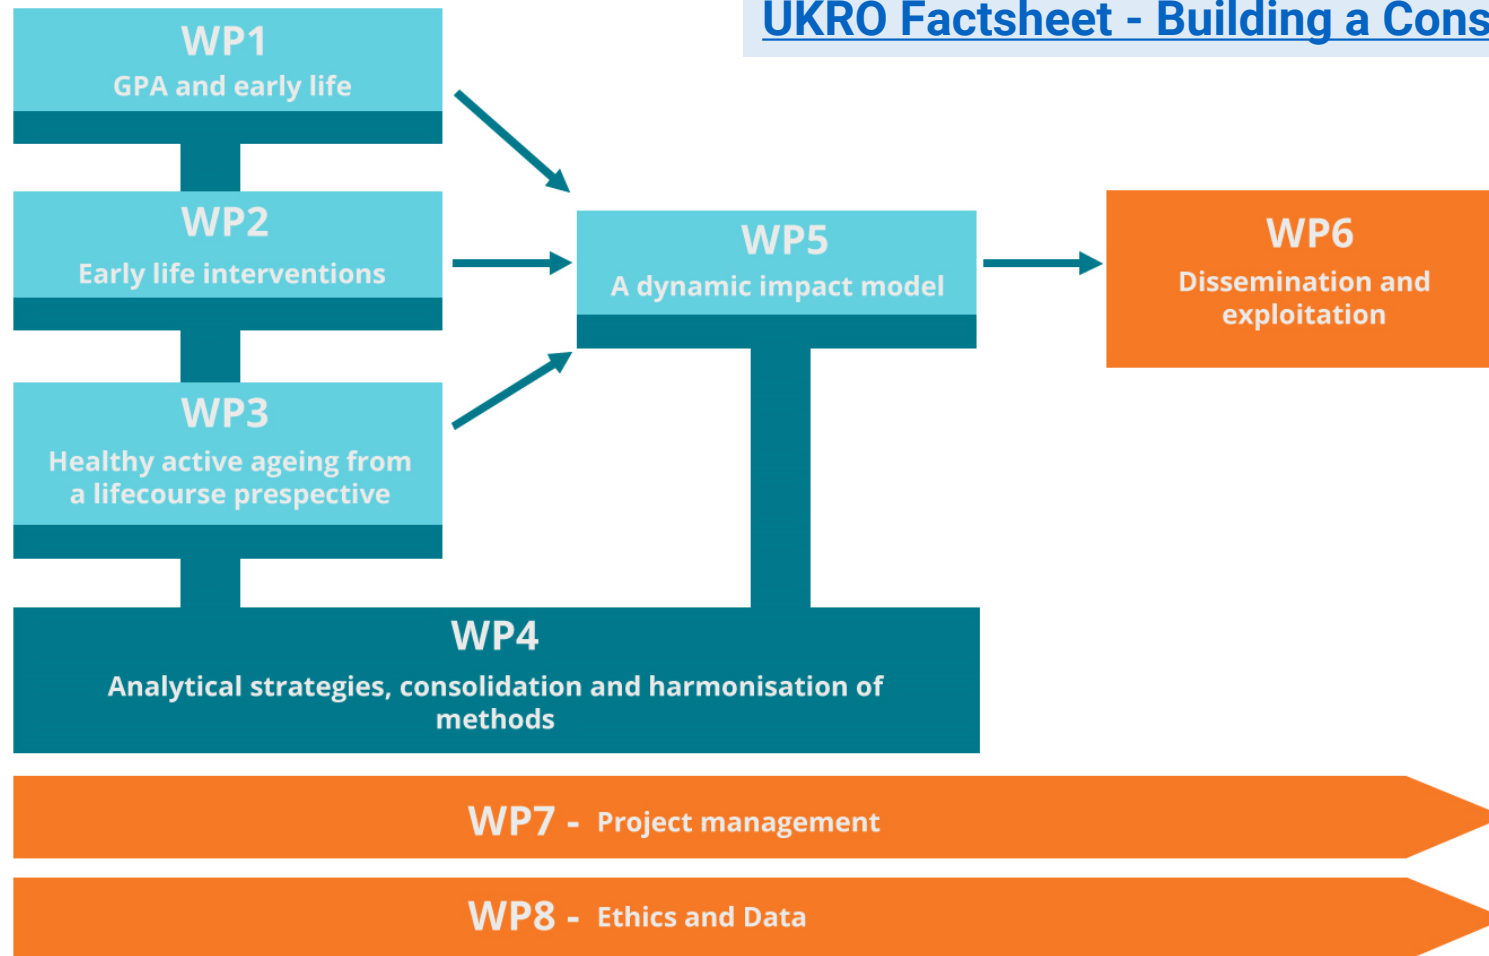 UKRO Factsheet - Building a Cons
WP1
GPA and early life
WP2
Early life interventions
WP3
Healthy active ageing from
a lifecourse prespective
WP5
A dynamic impact model
WP6
Dissemination and
exploitation
WP4
Analytical strategies, consolidation and harmonisation of
methods
WP7 - Project management
WP8 - Ethics and Data